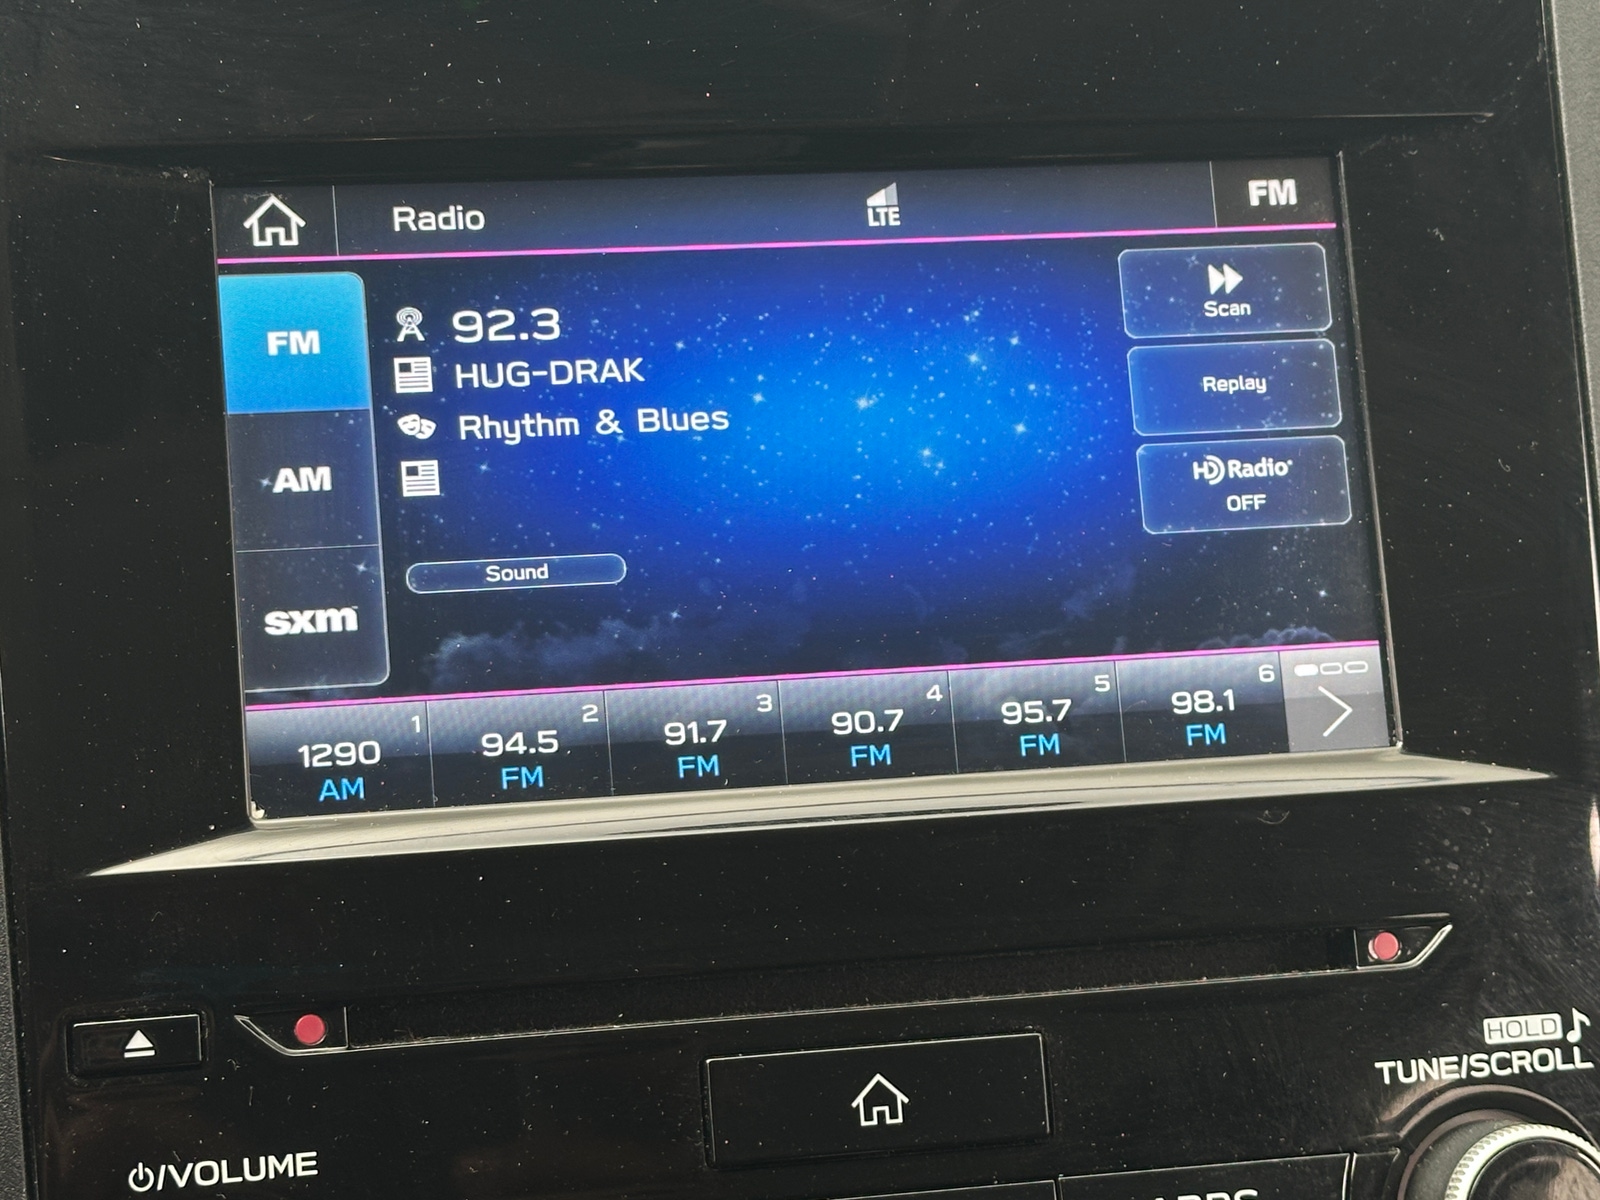 Radio
LTE
FM
FM
AM
sxm
92.3
HUG-DRAK
Rhythm & Blues
Sound
Scan
Replay
HD Radio
OFF
1
1290
AM
2
94.5
FM
3
91.7
FM
4
90.7
FM
5
95.7
FM
6
98.1
FM
HOLD
TUNE/SCROLL
/VOLUME